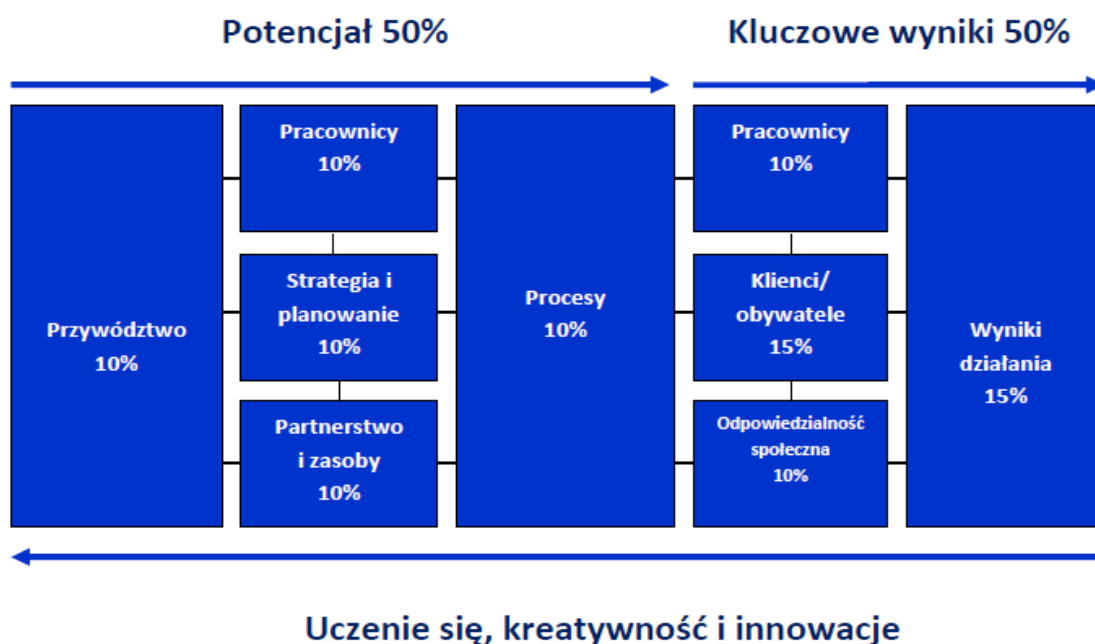 Potencjał 50%
Kluczowe wyniki 50%
Przywództwo
10%
Pracownicy
10%
Strategia i
planowanie
10%
Partnerstwo
i zasoby
10%
Procesy
10%
Pracownicy
10%
Klienci/
obywatele
15%
Odpowiedzialność
społeczna
10%
Wyniki
działania
15%
Uczenie się, kreatywność i innowacje